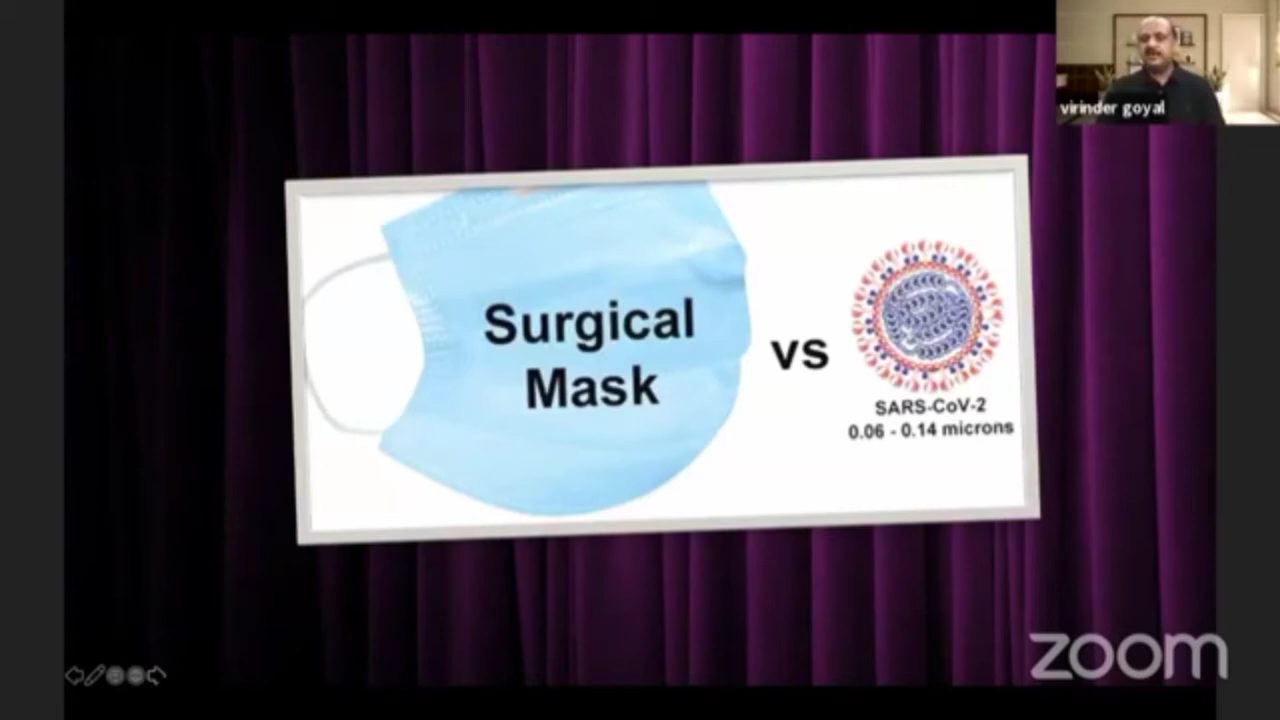 virinder goyal
Surgical
Mask
vs
SARS-CoV-2
0.06 - 0.14 microns
zoom